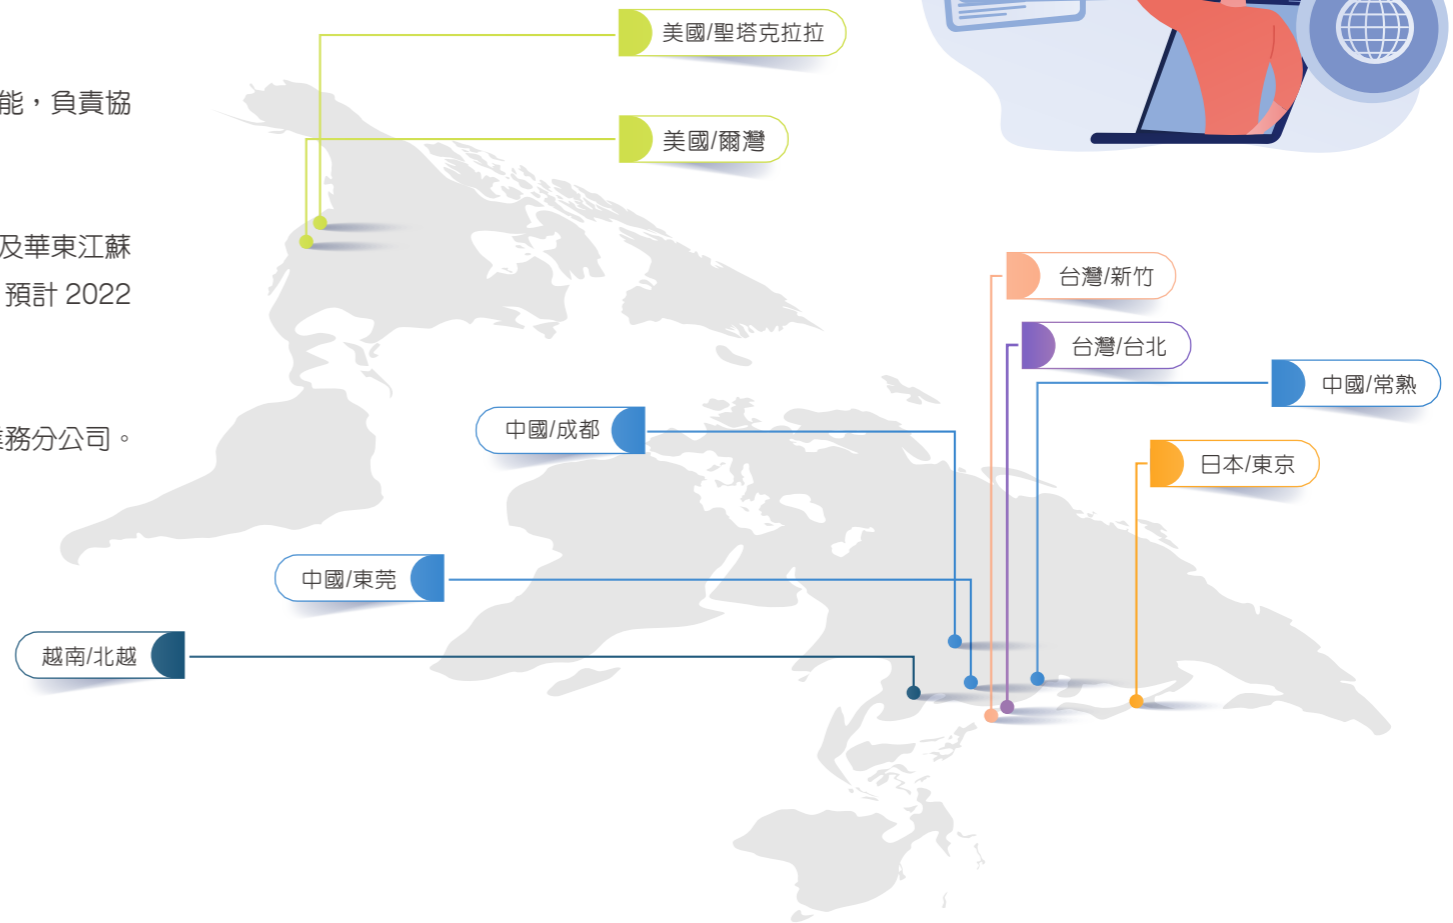 能，負責協
及華東江蘇
預計 2022
業務分公司。
美國/聖塔克拉拉
美國/爾灣
台灣/新竹
台灣/台北
中國/常熟
中國/成都
日本/東京
中國/東莞
越南/北越